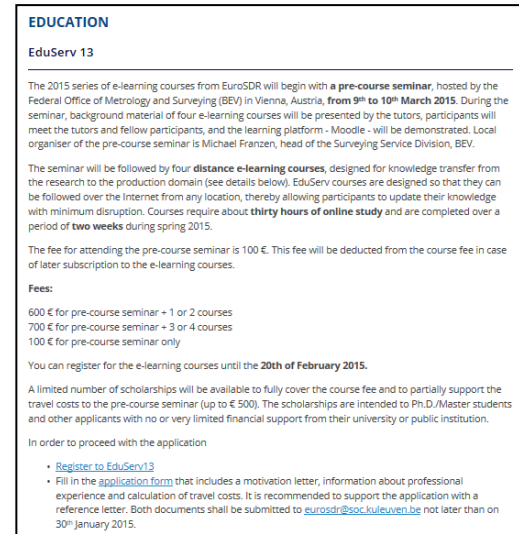 EDUCATION
EduServ 13
The 2015 series of e-learning courses from EuroSDR will begin with a pre-course seminar, hosted by the
Federal Office of Metrology and Surveying (BEV) in Vienna, Austria, from 9th to 10th March 2015. During the
seminar, background material of four e-learning courses will be presented by the tutors, participants will
meet the tutors and fellow participants, and the learning platform - Moodle - will be demonstrated. Local
organiser of the pre-course seminar is Michael Franzen, head of the Surveying Service Division, BEV.
The seminar will be followed by four distance e-learning courses, designed for knowledge transfer from
the research to the production domain (see details below). EduServ courses are designed so that they can
be followed over the Internet from any location, thereby allowing participants to update their knowledge
with minimum disruption. Courses require about thirty hours of online study and are completed over a
period of two weeks during spring 2015.
The fee for attending the pre-course seminar is 100 €. This fee will be deducted from the course fee in case
of later subscription to the e-learning courses.
Fees:
600 € for pre-course seminar + 1 or 2 courses
700 € for pre-course seminar + 3 or 4 courses
100 € for pre-course seminar only
You can register for the e-learning courses until the 20th of February 2015.
A limited number of scholarships will be available to fully cover the course fee and to partially support the
travel costs to the pre-course seminar (up to € 500). The scholarships are intended to Ph.D./Master students
and other applicants with no or very limited financial support from their university or public institution.
In order to proceed with the application
• Register to EduServ13
• Fill in the application form that includes a motivation letter, information about professional
experience and calculation of travel costs. It is recommended to support the application with a
reference letter. Both documents shall be submitted to eurosdr@soc.kuleuven.be not later than on
30th January 2015.